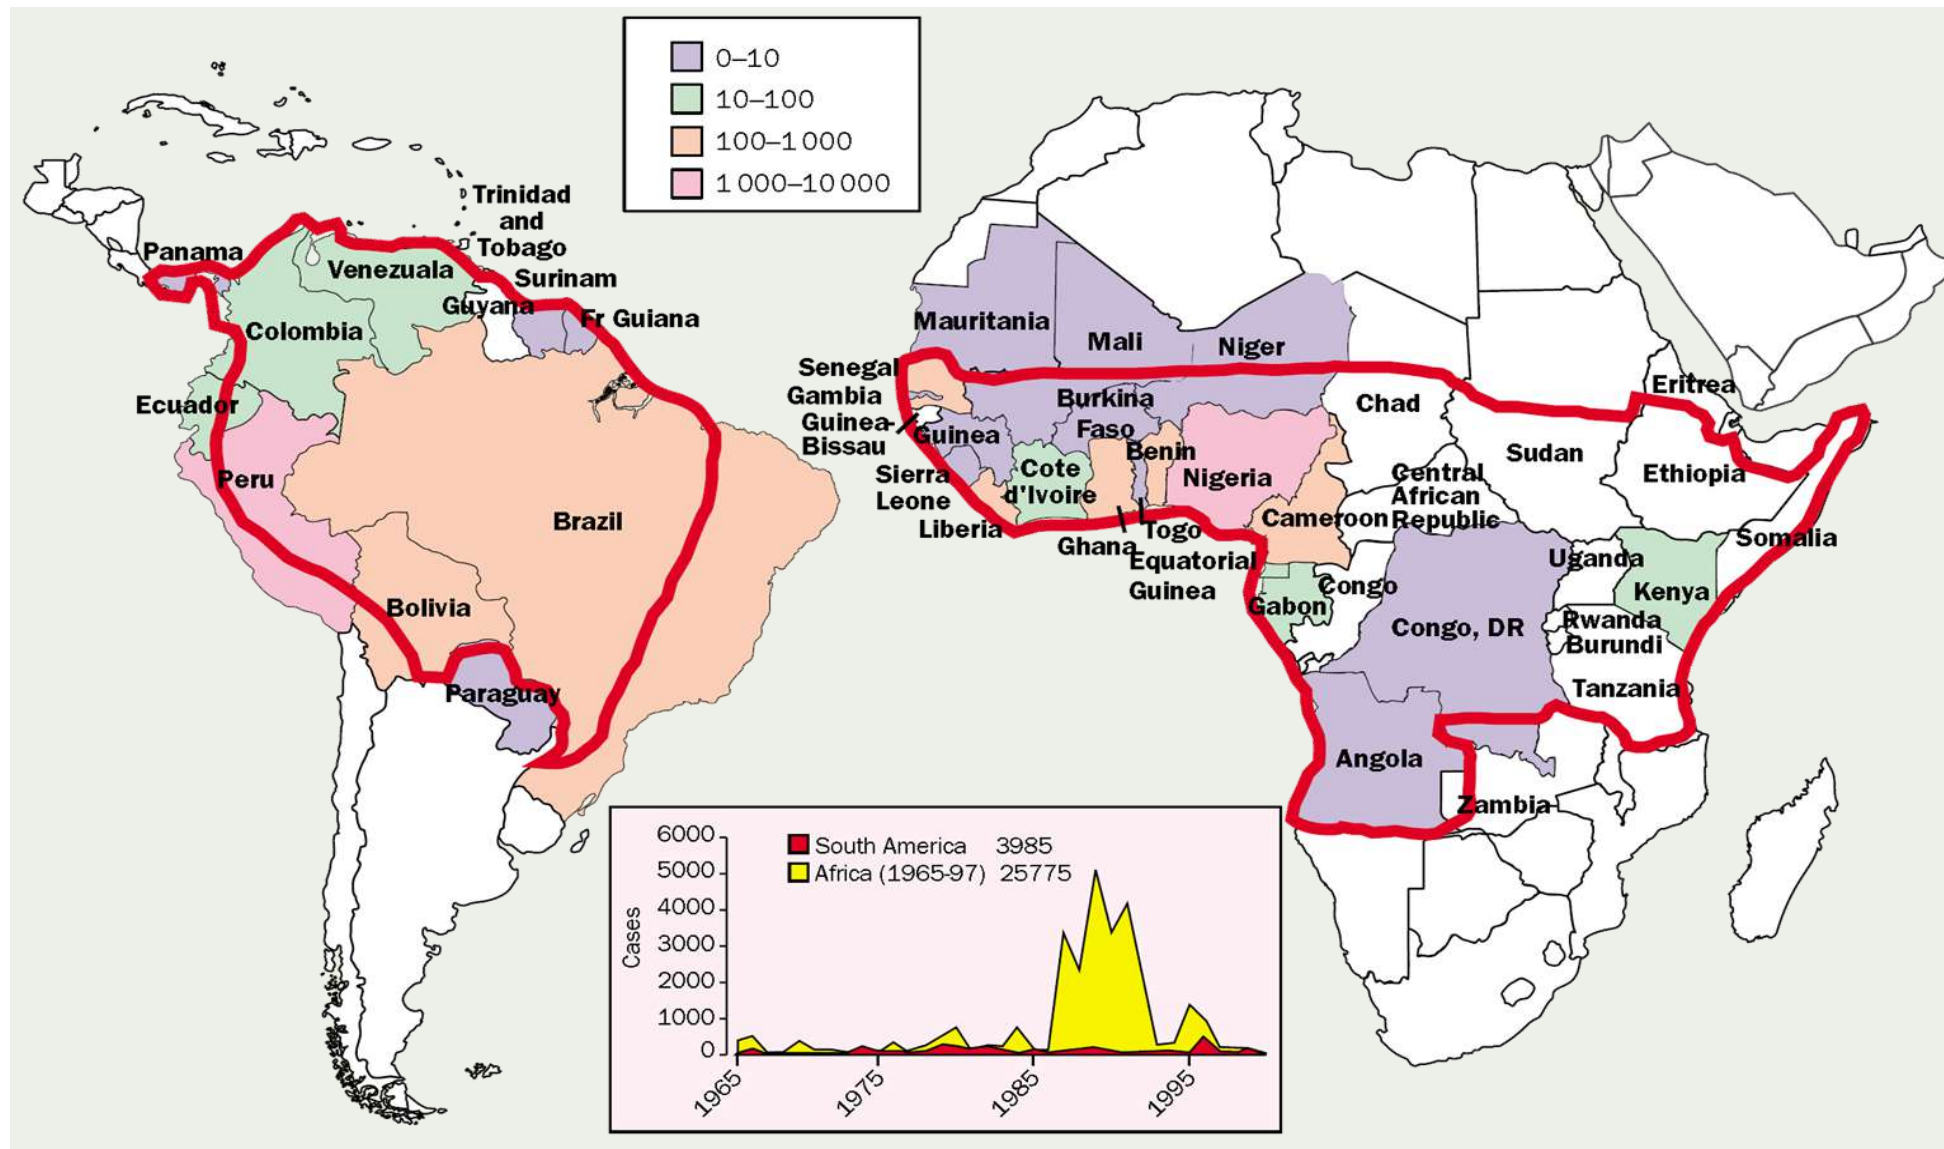 0–10
10–100
100–1 000
1 000–10 000
Trinidad
and
Tobago
Panama
Venezuala
Surinam
Guyana
Fr Guiana
Colombia
Ecuador
Peru
Brazil
Bolivia
Paraguay
Mauritania
Mali
Niger
Senegal
Gambia
Guinea-
Bissau
Guinea
Sierra
Leone
Liberia
Burkina
Faso
Cote
d'Ivoire
Benin
Nigeria
Ghana
Togo
Equatorial
Guinea
Cameroon
Gabon
Congo
Chad
Central
African
Republic
Sudan
Eritrea
Ethiopia
Somalia
Uganda
Kenya
Rwanda
Burundi
Congo, DR
Tanzania
Angola
Zambia
South America 3985
Africa (1965-97) 25775
Cases
6000
5000
4000
3000
2000
1000
0
1965
1975
1985
1995